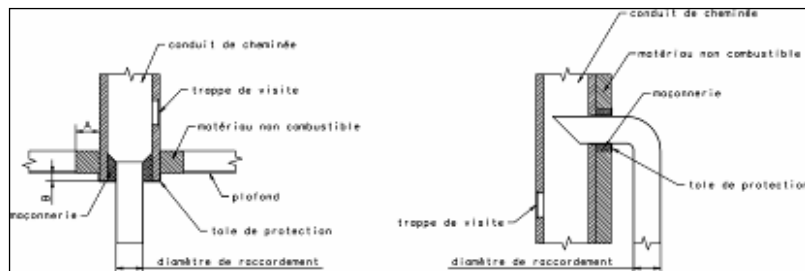 conduit de cheminée
trappe de visite
A
matériau non combustible
B
plafond
maçonnerie
tole de protection
diamètre de raccordement
conduit de cheminée
matériau non combustible
maçonnerie
tole de protection
trappe de visite
diamètre de raccordement